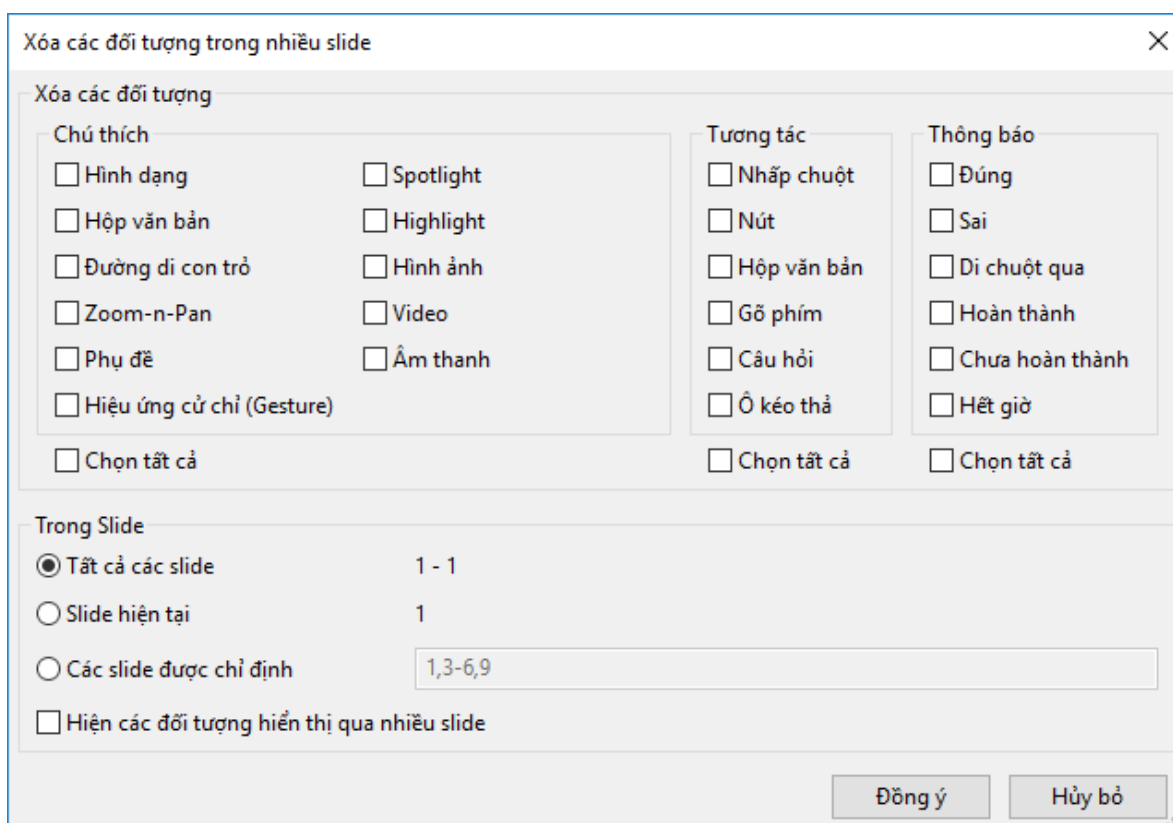 Xóa các đối tượng trong nhiều slide
Xóa các đối tượng
Chú thích
Hình dạng
Hộp văn bản
Đường di con trỏ
Zoom-n-Pan
Phụ đề
Hiệu ứng cử chỉ (Gesture)
Spotlight
Highlight
Hình ảnh
Video
Âm thanh
Chọn tất cả
Tương tác
Nhấp chuột
Nút
Hộp văn bản
Gõ phím
Câu hỏi
Ô kéo thả
Chọn tất cả
Thông báo
Đúng
Sai
Di chuột qua
Hoàn thành
Chưa hoàn thành
Hết giờ
Chọn tất cả
Trong Slide
Tất cả các slide 1 - 1
Slide hiện tại 1
Các slide được chỉ định 1,3-6,9
Hiện các đối tượng hiển thị qua nhiều slide
Đồng ý Hủy bỏ